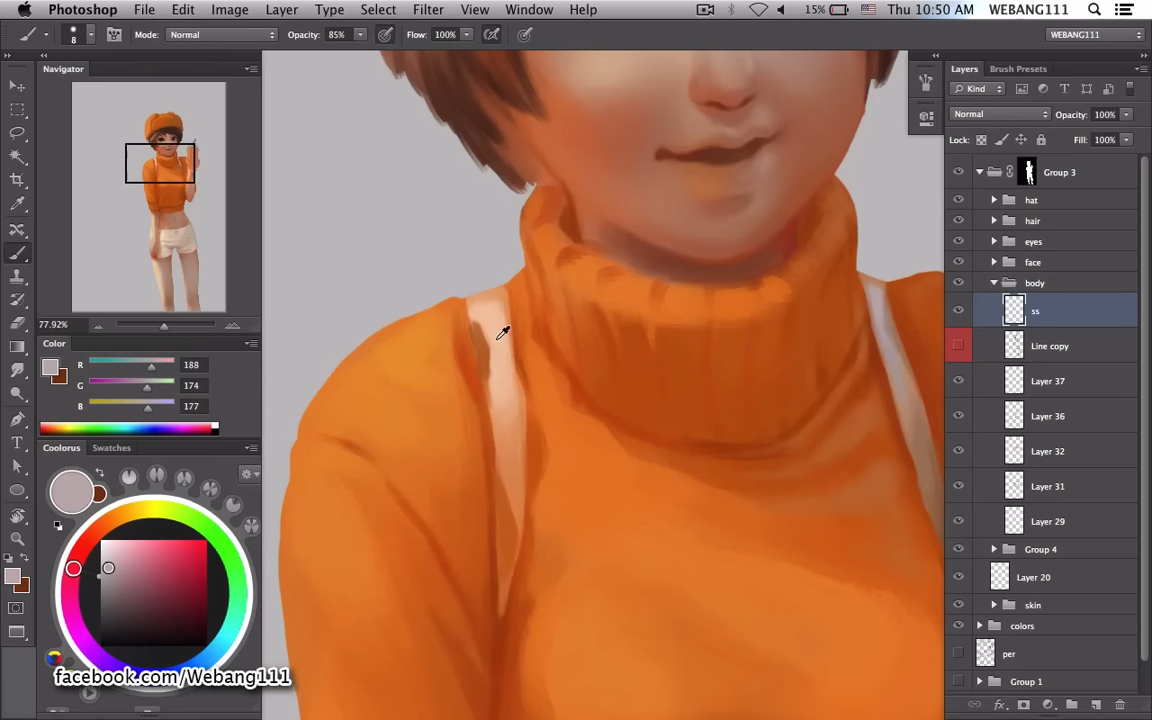 Photoshop File Edit Image Layer Type Select Filter View Window Help 15% Thu 10:50 AM WEBANG111
8 Mode: Normal Opacity: 85% Flow: 100% WEBANG111
Navigator
77.92%
Color
R 188
G 174
B 177
Coolorus Swatches
facebook.com/Webang111
Layers Brush Presets
Kind
Normal Opacity: 100%
Lock: Fill: 100%
Group 3
hat
hair
eyes
face
body
ss
Line copy
Layer 37
Layer 36
Layer 32
Layer 31
Layer 29
Group 4
Layer 20
skin
colors
per
Group 1
fx